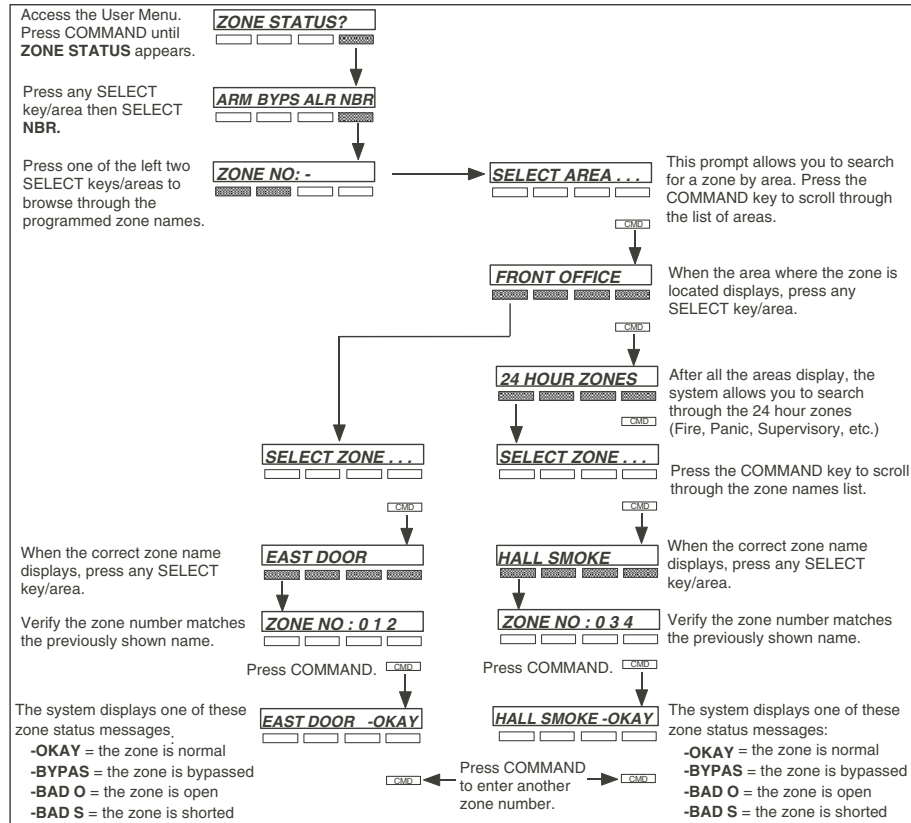 Access the User Menu.
Press COMMAND until
ZONE STATUS appears.
ZONE STATUS?
Press any SELECT
key/area then SELECT
NBR.
ARM BYPS ALR NBR
Press one of the left two
SELECT keys/areas to
browse through the
programmed zone names.
ZONE NO: -
SELECT AREA . . .
This prompt allows you to search
for a zone by area. Press the
COMMAND key to scroll through
the list of areas.
CMD
FRONT OFFICE
When the area where the zone is
located displays, press any
SELECT key/area.
CMD
24 HOUR ZONES
After all the areas display, the
system allows you to search
through the 24 hour zones
(Fire, Panic, Supervisory, etc.)
CMD
SELECT ZONE . . .
SELECT ZONE . . .
Press the COMMAND key to scroll
through the zone names list.
CMD
CMD
When the correct zone name
displays, press any SELECT
key/area.
EAST DOOR
HALL SMOKE
When the correct zone name
displays, press any SELECT
key/area.
Verify the zone number matches
the previously shown name.
ZONE NO : 0 1 2
ZONE NO : 0 3 4
Verify the zone number matches
the previously shown name.
Press COMMAND.
CMD
Press COMMAND.
CMD
The system displays one of these
zone status messages:
-OKAY = the zone is normal
-BYPAS = the zone is bypassed
-BAD O = the zone is open
-BAD S = the zone is shorted
EAST DOOR -OKAY
HALL SMOKE -OKAY
The system displays one of these
zone status messages:
-OKAY = the zone is normal
-BYPAS = the zone is bypassed
-BAD O = the zone is open
-BAD S = the zone is shorted
CMD
Press COMMAND
to enter another
zone number.
CMD